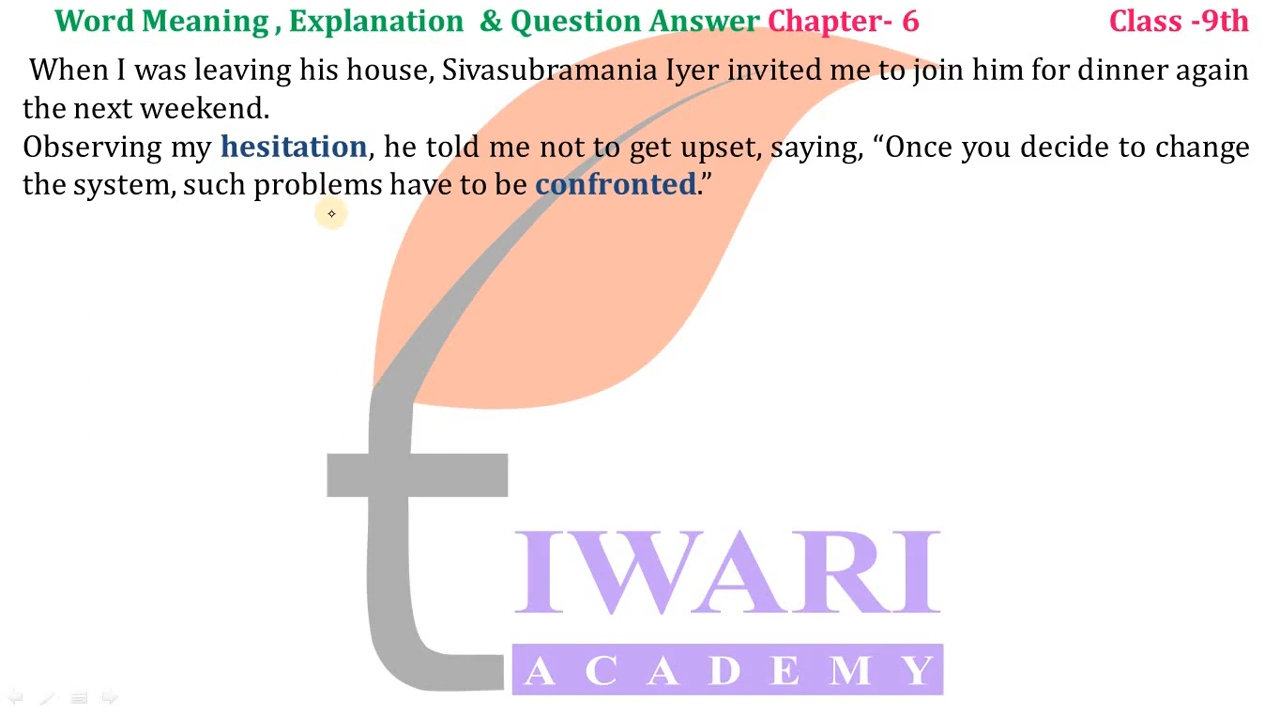 Word Meaning , Explanation & Question Answer Chapter- 6 Class -9th
When I was leaving his house, Sivasubramania Iyer invited me to join him for dinner again
the next weekend.
Observing my hesitation, he told me not to get upset, saying, “Once you decide to change
the system, such problems have to be confronted.”
tIWARI
ACADEMY